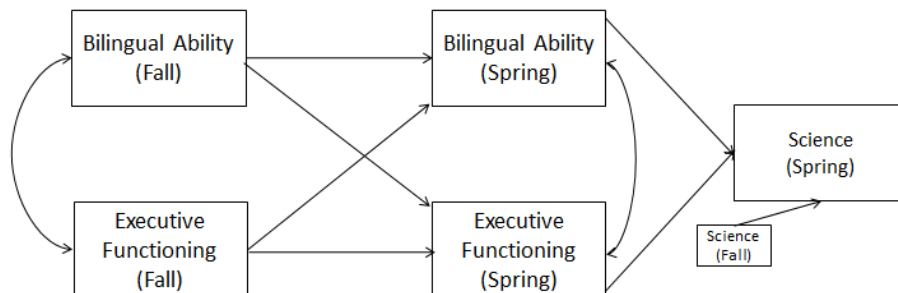 Bilingual Ability
(Fall)
Bilingual Ability
(Spring)
Science
(Spring)
Executive
Functioning
(Fall)
Executive
Functioning
(Spring)
Science
(Fall)